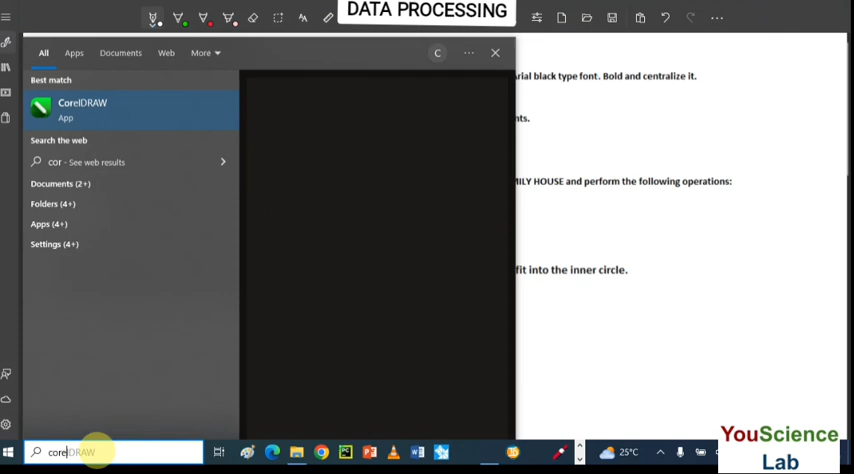 DATA PROCESSING
All Apps Documents Web More C
Best match
CorelDRAW
App
Search the web
cor - See web results
Documents (2+)
Folders (4+)
Apps (4+)
Settings (4+)
rial black type font. Bold and centralize it.
nts.
MILY HOUSE and perform the following operations:
fit into the inner circle.
YouScience
Lab
corelDRAW
25°C